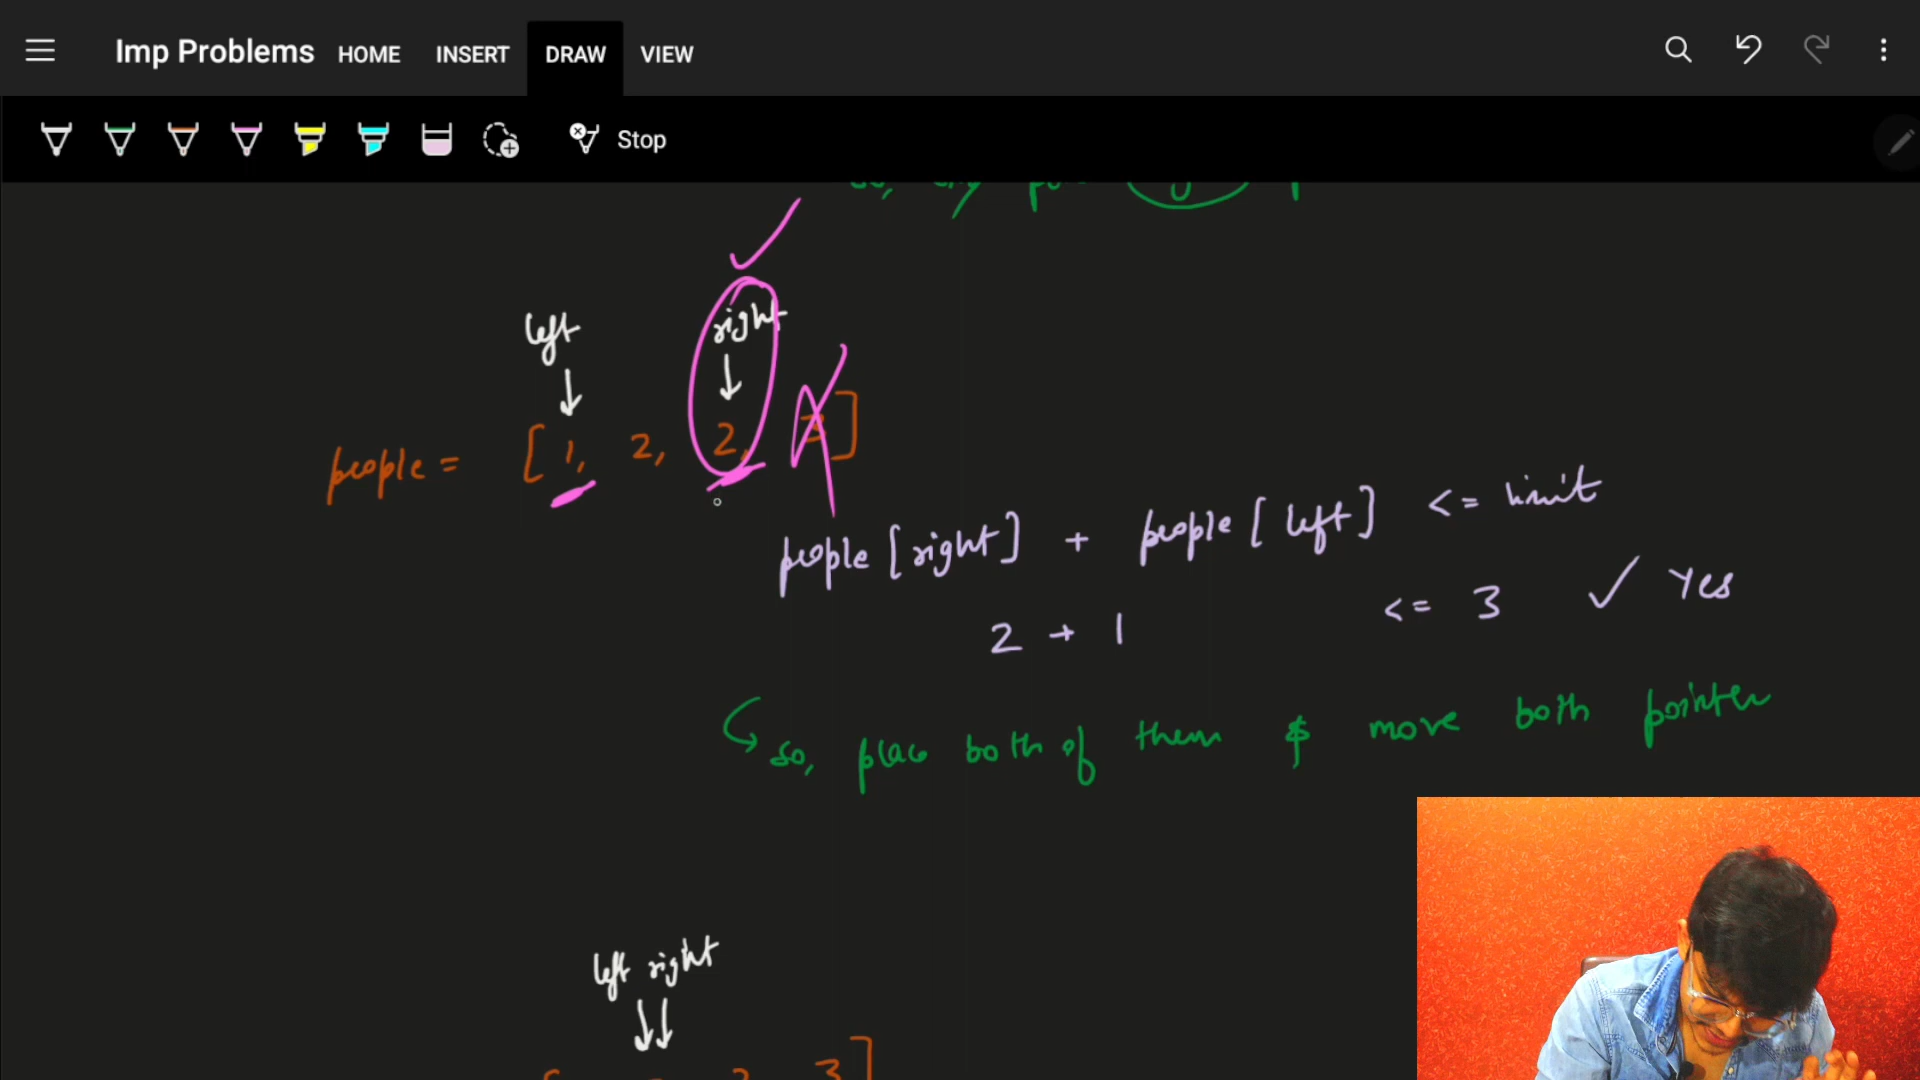 Imp Problems HOME INSERT DRAW VIEW
Stop
left right
people = [1, 2, 2, 3]
people [right] + people [left] <= limit
2 + 1 <= 3 ✓ Yes
so, place both of them & move both pointer
left right
2 3]